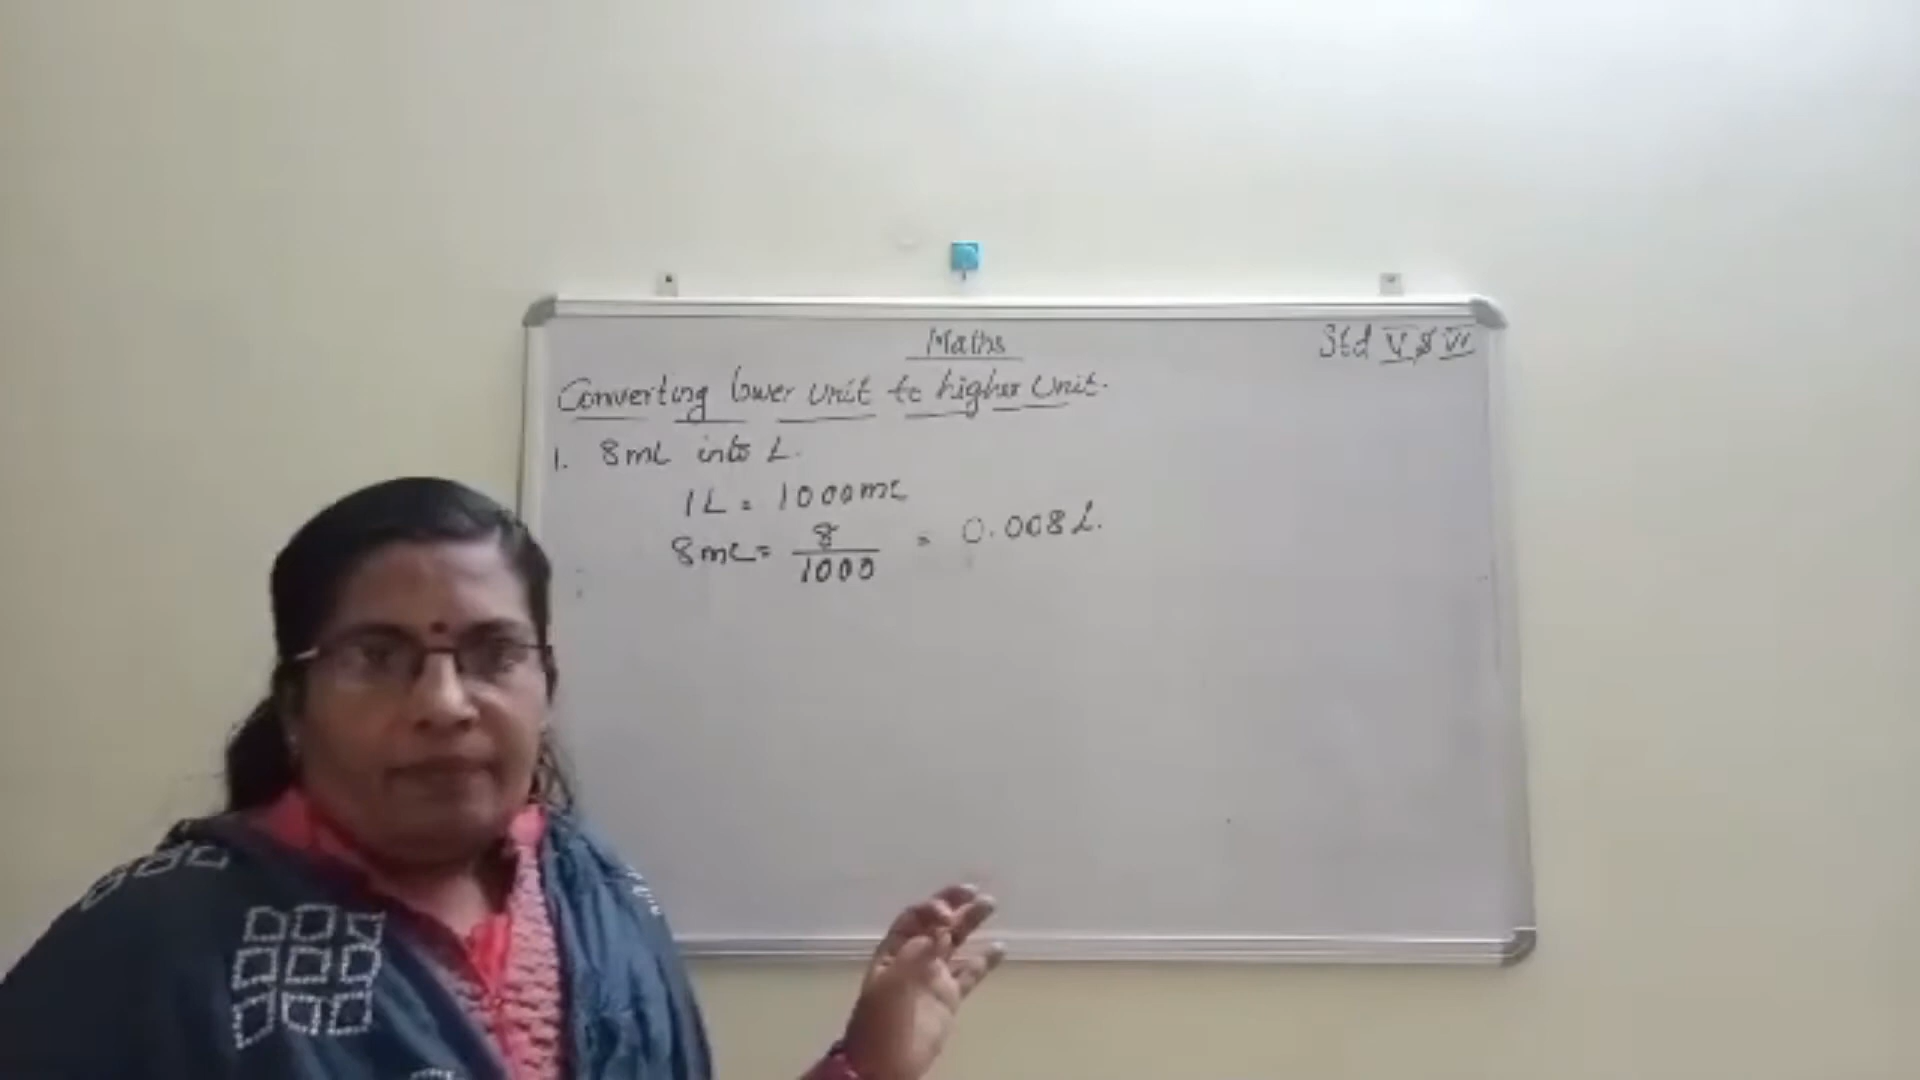 Maths
Std V & VI
Converting lower unit to higher unit.
1. 8mL into L.
1L = 1000mL
8mL = 8/1000 = 0.008L.